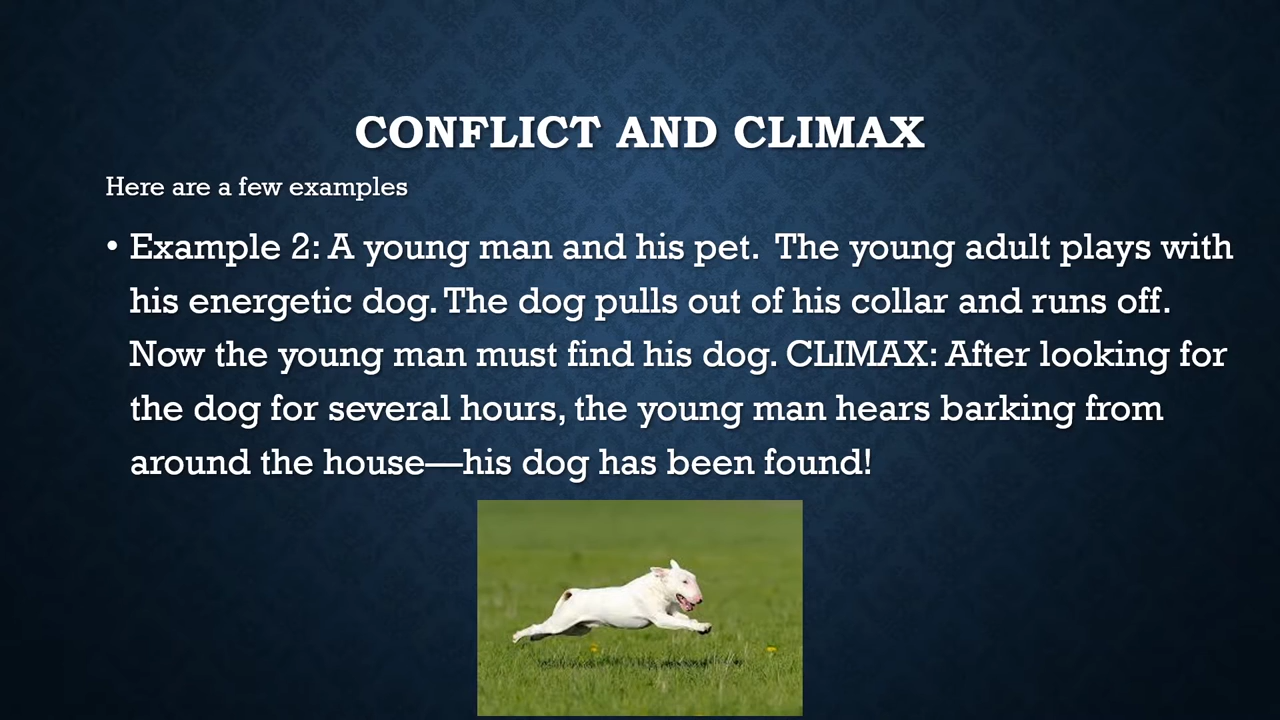 CONFLICT AND CLIMAX
Here are a few examples
• Example 2: A young man and his pet.  The young adult plays with
his energetic dog. The dog pulls out of his collar and runs off.
Now the young man must find his dog. CLIMAX: After looking for
the dog for several hours, the young man hears barking from
around the house—his dog has been found!